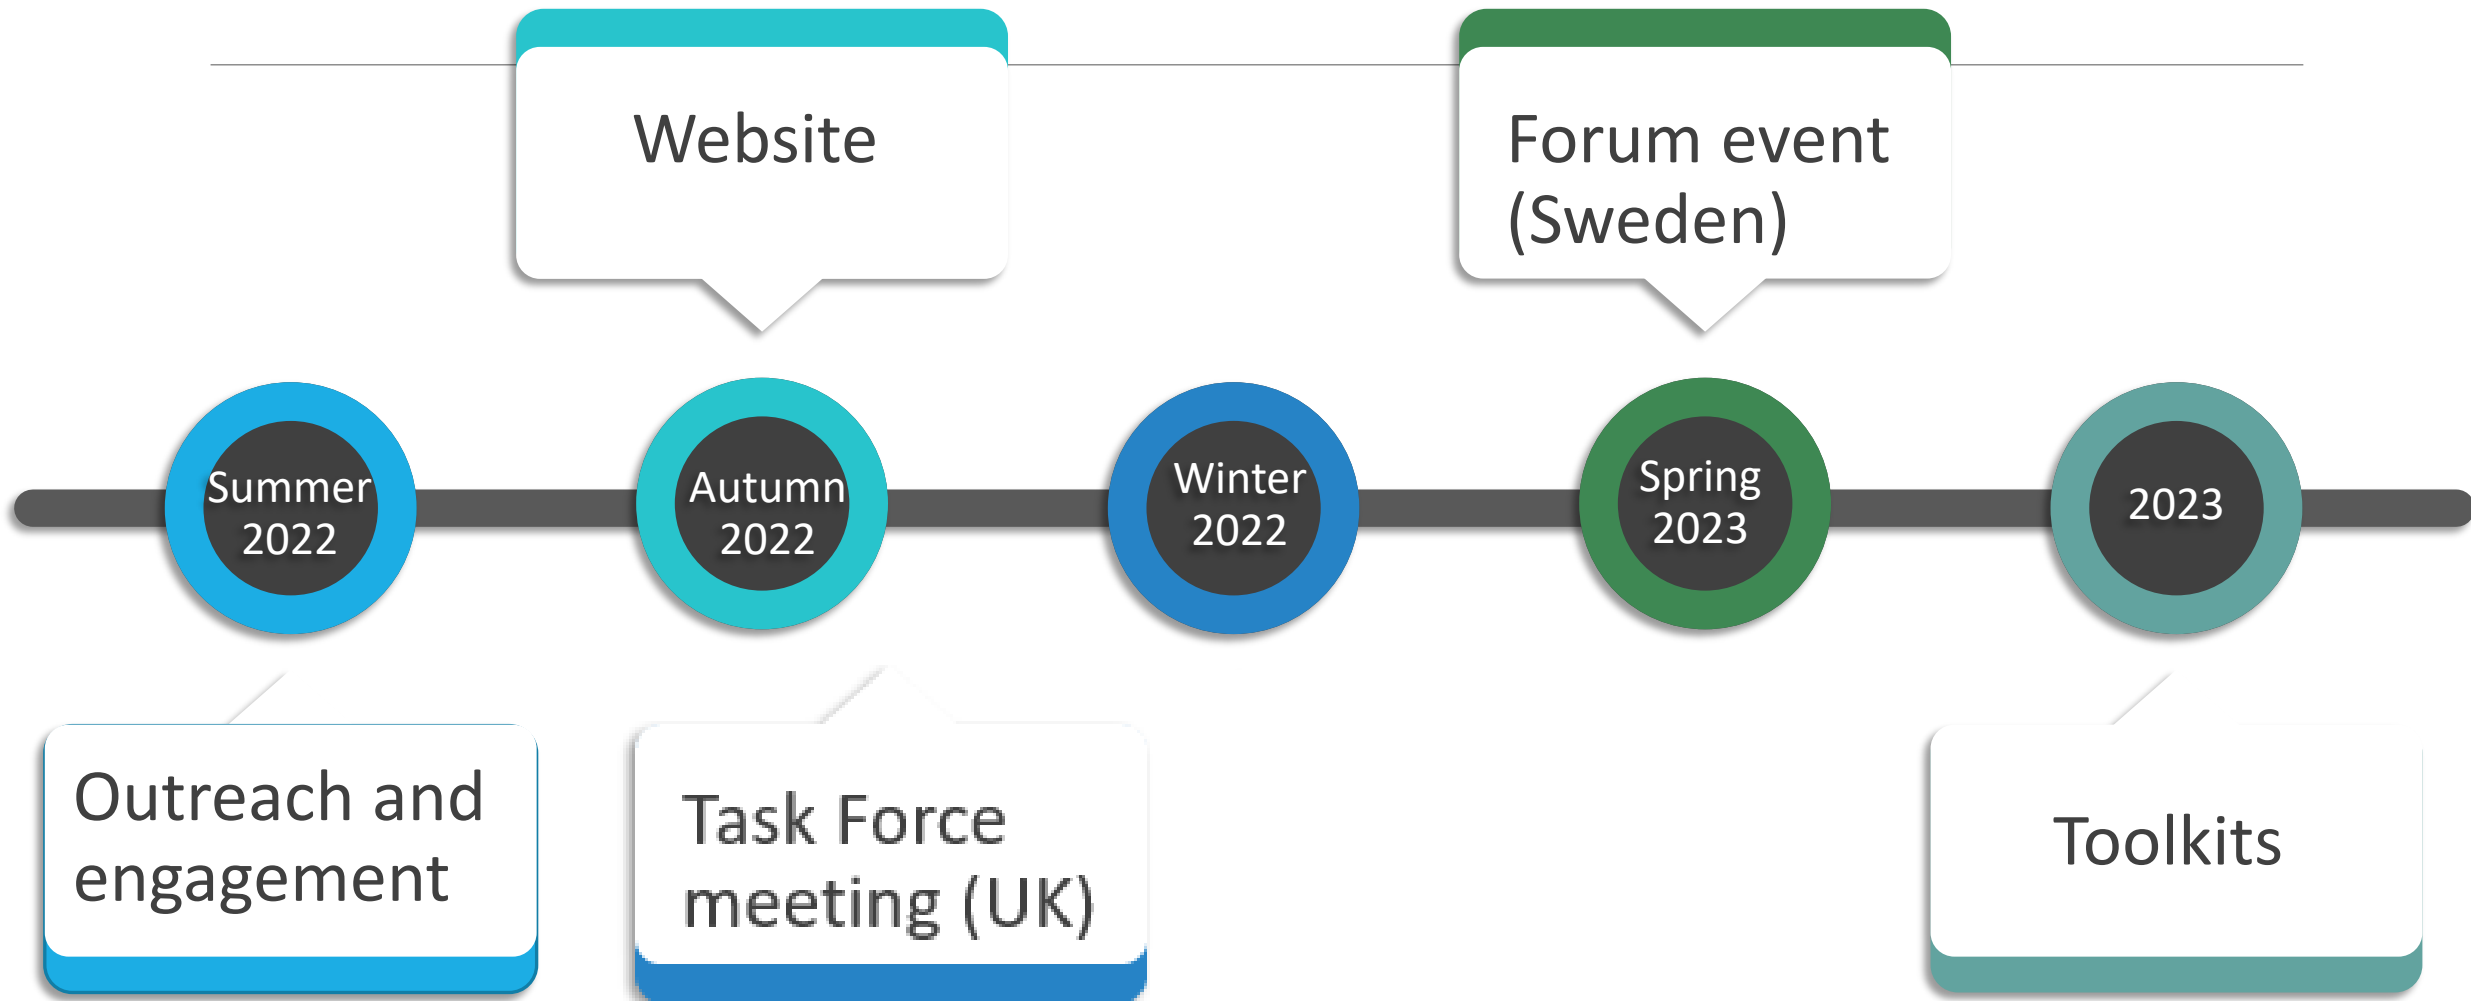 Website
Forum event
(Sweden)
Summer
2022
Autumn
2022
Winter
2022
Spring
2023
2023
Outreach and
engagement
Task Force
meeting (UK)
Toolkits